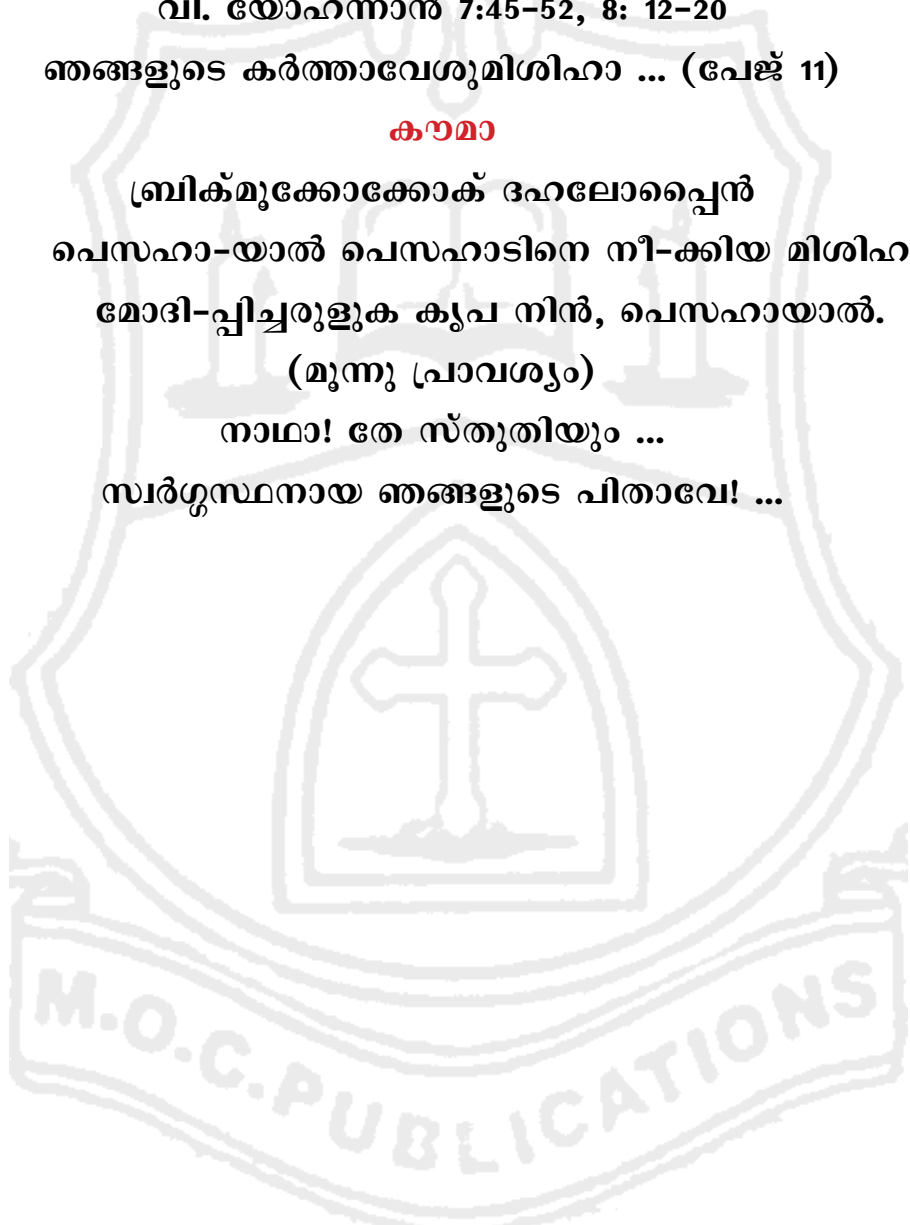 വി. യോഹന്നാൻ 7:45-52, 8: 12-20
ഞങ്ങളുടെ കർത്താവേശുമിശിഹാ ... (പേജ് 11)
കൗമാ
ബ്രിക്മൂക്കോക്കോക് ദഹലോപ്പൈൻ
പെസഹാ-യാൽ പെസഹാടിനെ നീ-ക്കിയ മിശിഹ
മോദി-പ്പിച്ചരുളുക കൃപ നിൻ, പെസഹായാൽ.
(മൂന്നു പ്രാവശ്യം)
നാഥാ! തേ സ്തുതിയും ...
സ്വർഗ്ഗസ്ഥനായ ഞങ്ങളുടെ പിതാവേ! ...
M.O.C. PUBLICATIONS